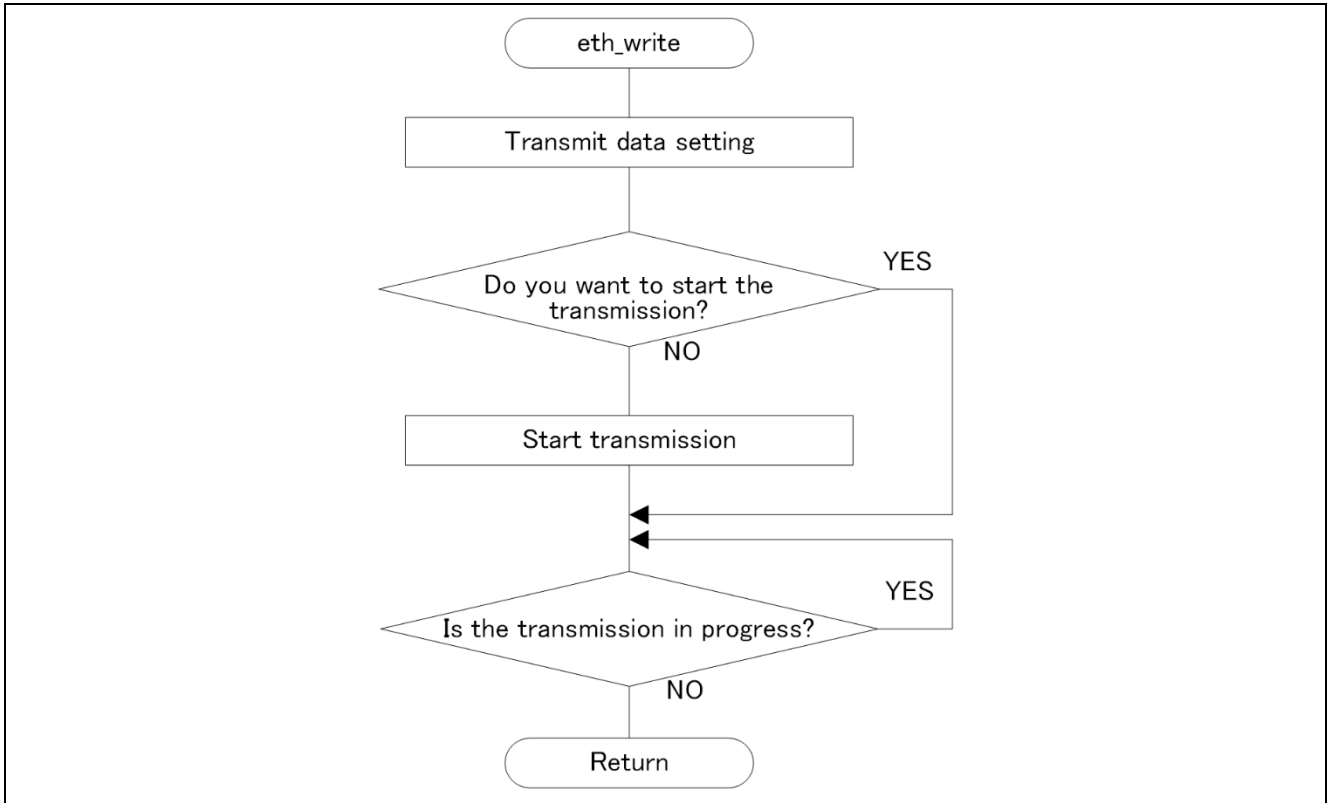 eth_write
Transmit data setting
YES
Do you want to start the
transmission?
NO
Start transmission
YES
Is the transmission in progress?
NO
Return